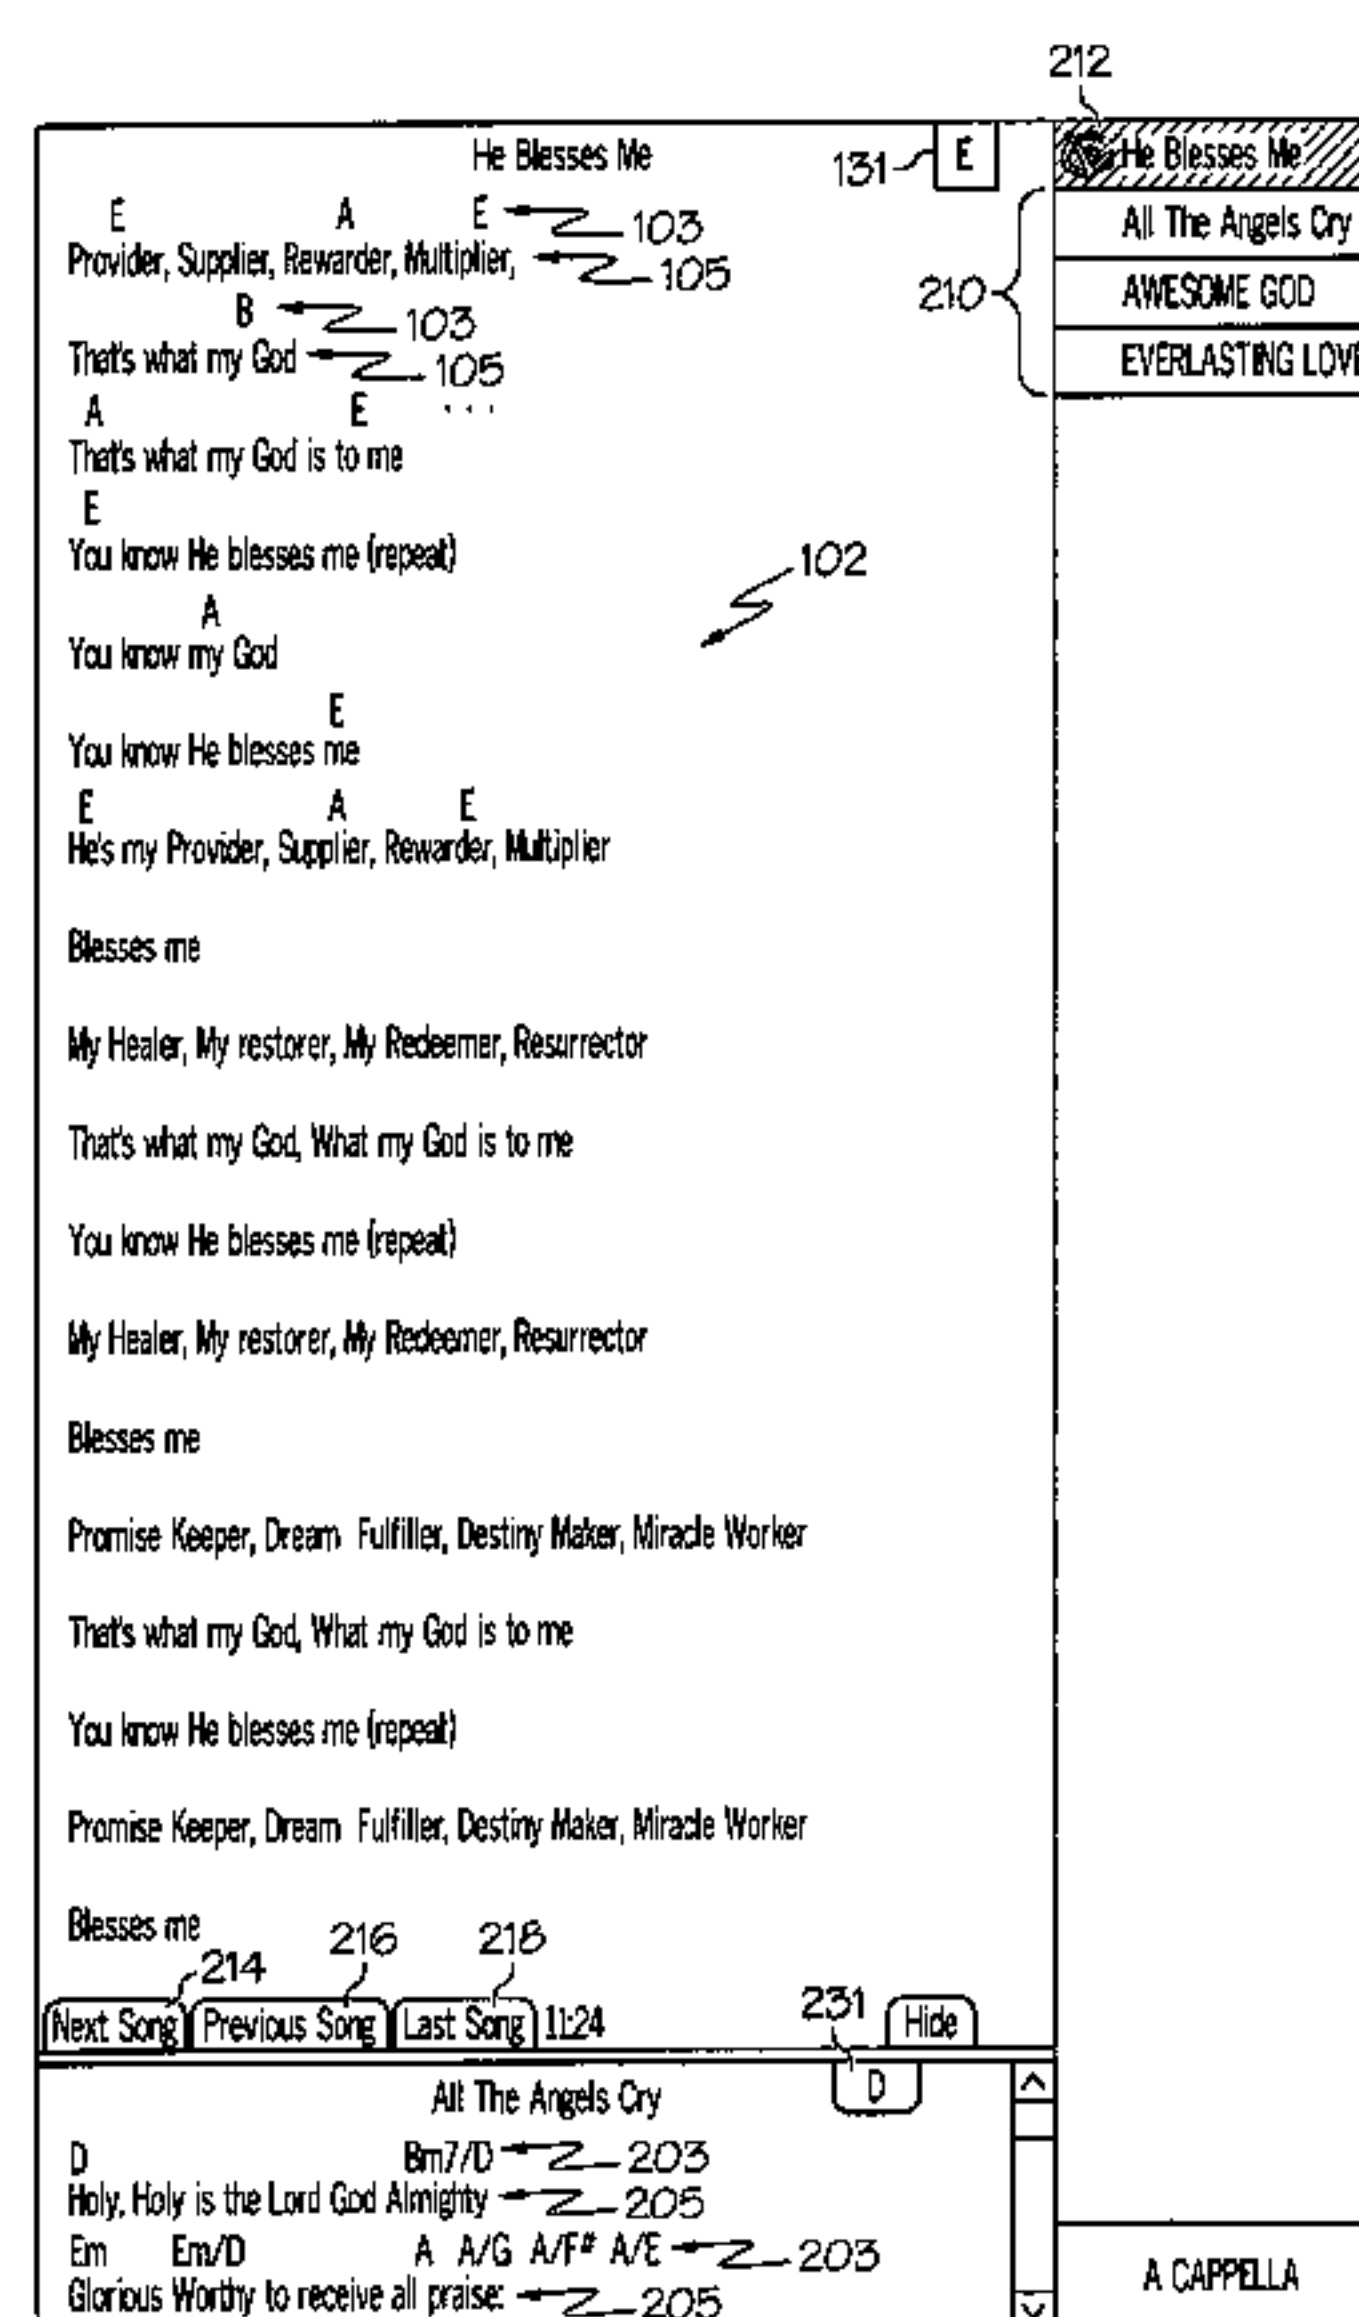 212
He Blesses Me 131 E He Blesses Me
E A E 103 All The Angels Cry
Provider, Supplier, Rewarder, Multiplier, 105 210 AWESOME GOD
B 103
That's what my God 105 EVERLASTING
A E ...
That's what my God is to me
E
You know He blesses me (repeat)
102
A
You know my God
E
You know He blesses me
E A E
He's my Provider, Supplier, Rewarder, Multiplier
Blesses me
My Healer, My restorer, My Redeemer, Resurrector
That's what my God, What my God is to me
You know He blesses me (repeat)
My Healer, My restorer, My Redeemer, Resurrector
Blesses me
Promise Keeper, Dream Fulfiller, Destiny Maker, Miracle Worker
That's what my God, What my God is to me
You know He blesses me (repeat)
Promise Keeper, Dream Fulfiller, Destiny Maker, Miracle Worker
Blesses me
214 216 218 231
Next Song Previous Song Last Song 11:24 Hide
All The Angels Cry D
D Bm7/D 203
Holy, Holy is the Lord God Almighty 205
Em Em/D A A/G A/F# A/E 203
Glorious Worthy to receive all praise: 205
A CAPPELLA